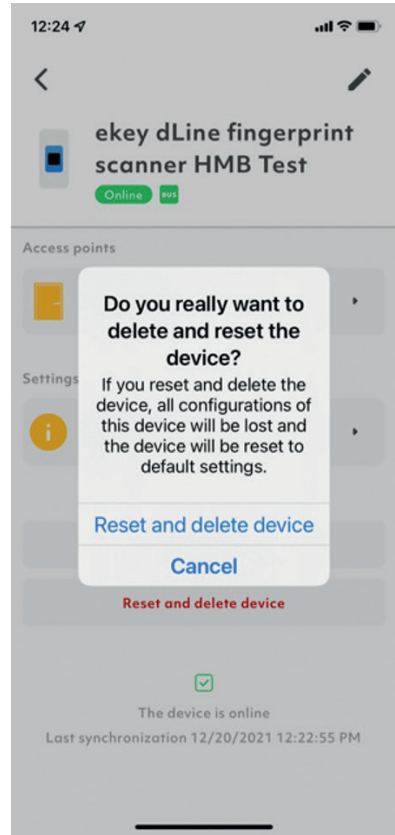 12:24
ekey dLine fingerprint
scanner HMB Test
Online BUS
Access points
Do you really want to
delete and reset the
device?
Settings
If you reset and delete the
device, all configurations of
this device will be lost and
the device will be reset to
default settings.
Reset and delete device
Cancel
Reset and delete device
The device is online
Last synchronization 12/20/2021 12:22:55 PM